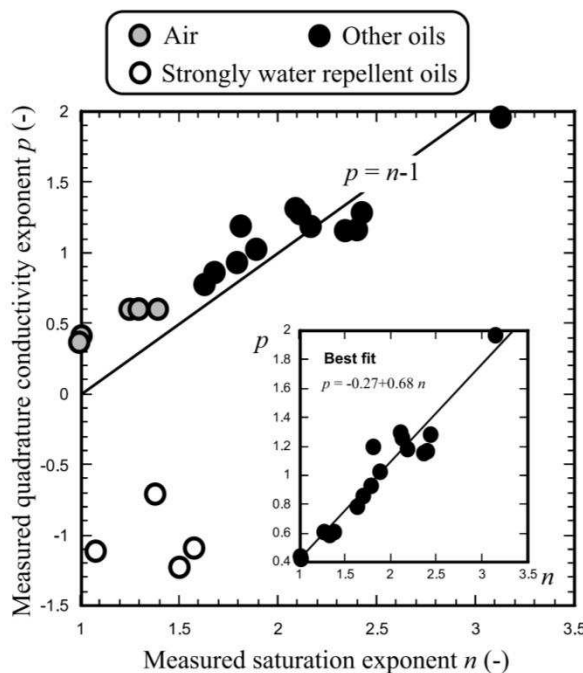 Air
Other oils
Strongly water repellent oils
Measured quadrature conductivity exponent p (-)
2
1.5
1
0.5
0
-0.5
-1
-1.5
p = n-1
p
2
1.8
1.6
1.4
1.2
1
0.8
0.6
0.4
Best fit
p = -0.27+0.68 n
1 1.5 2 2.5 3 3.5
n
1 1.5 2 2.5 3 3.5
Measured saturation exponent n (-)